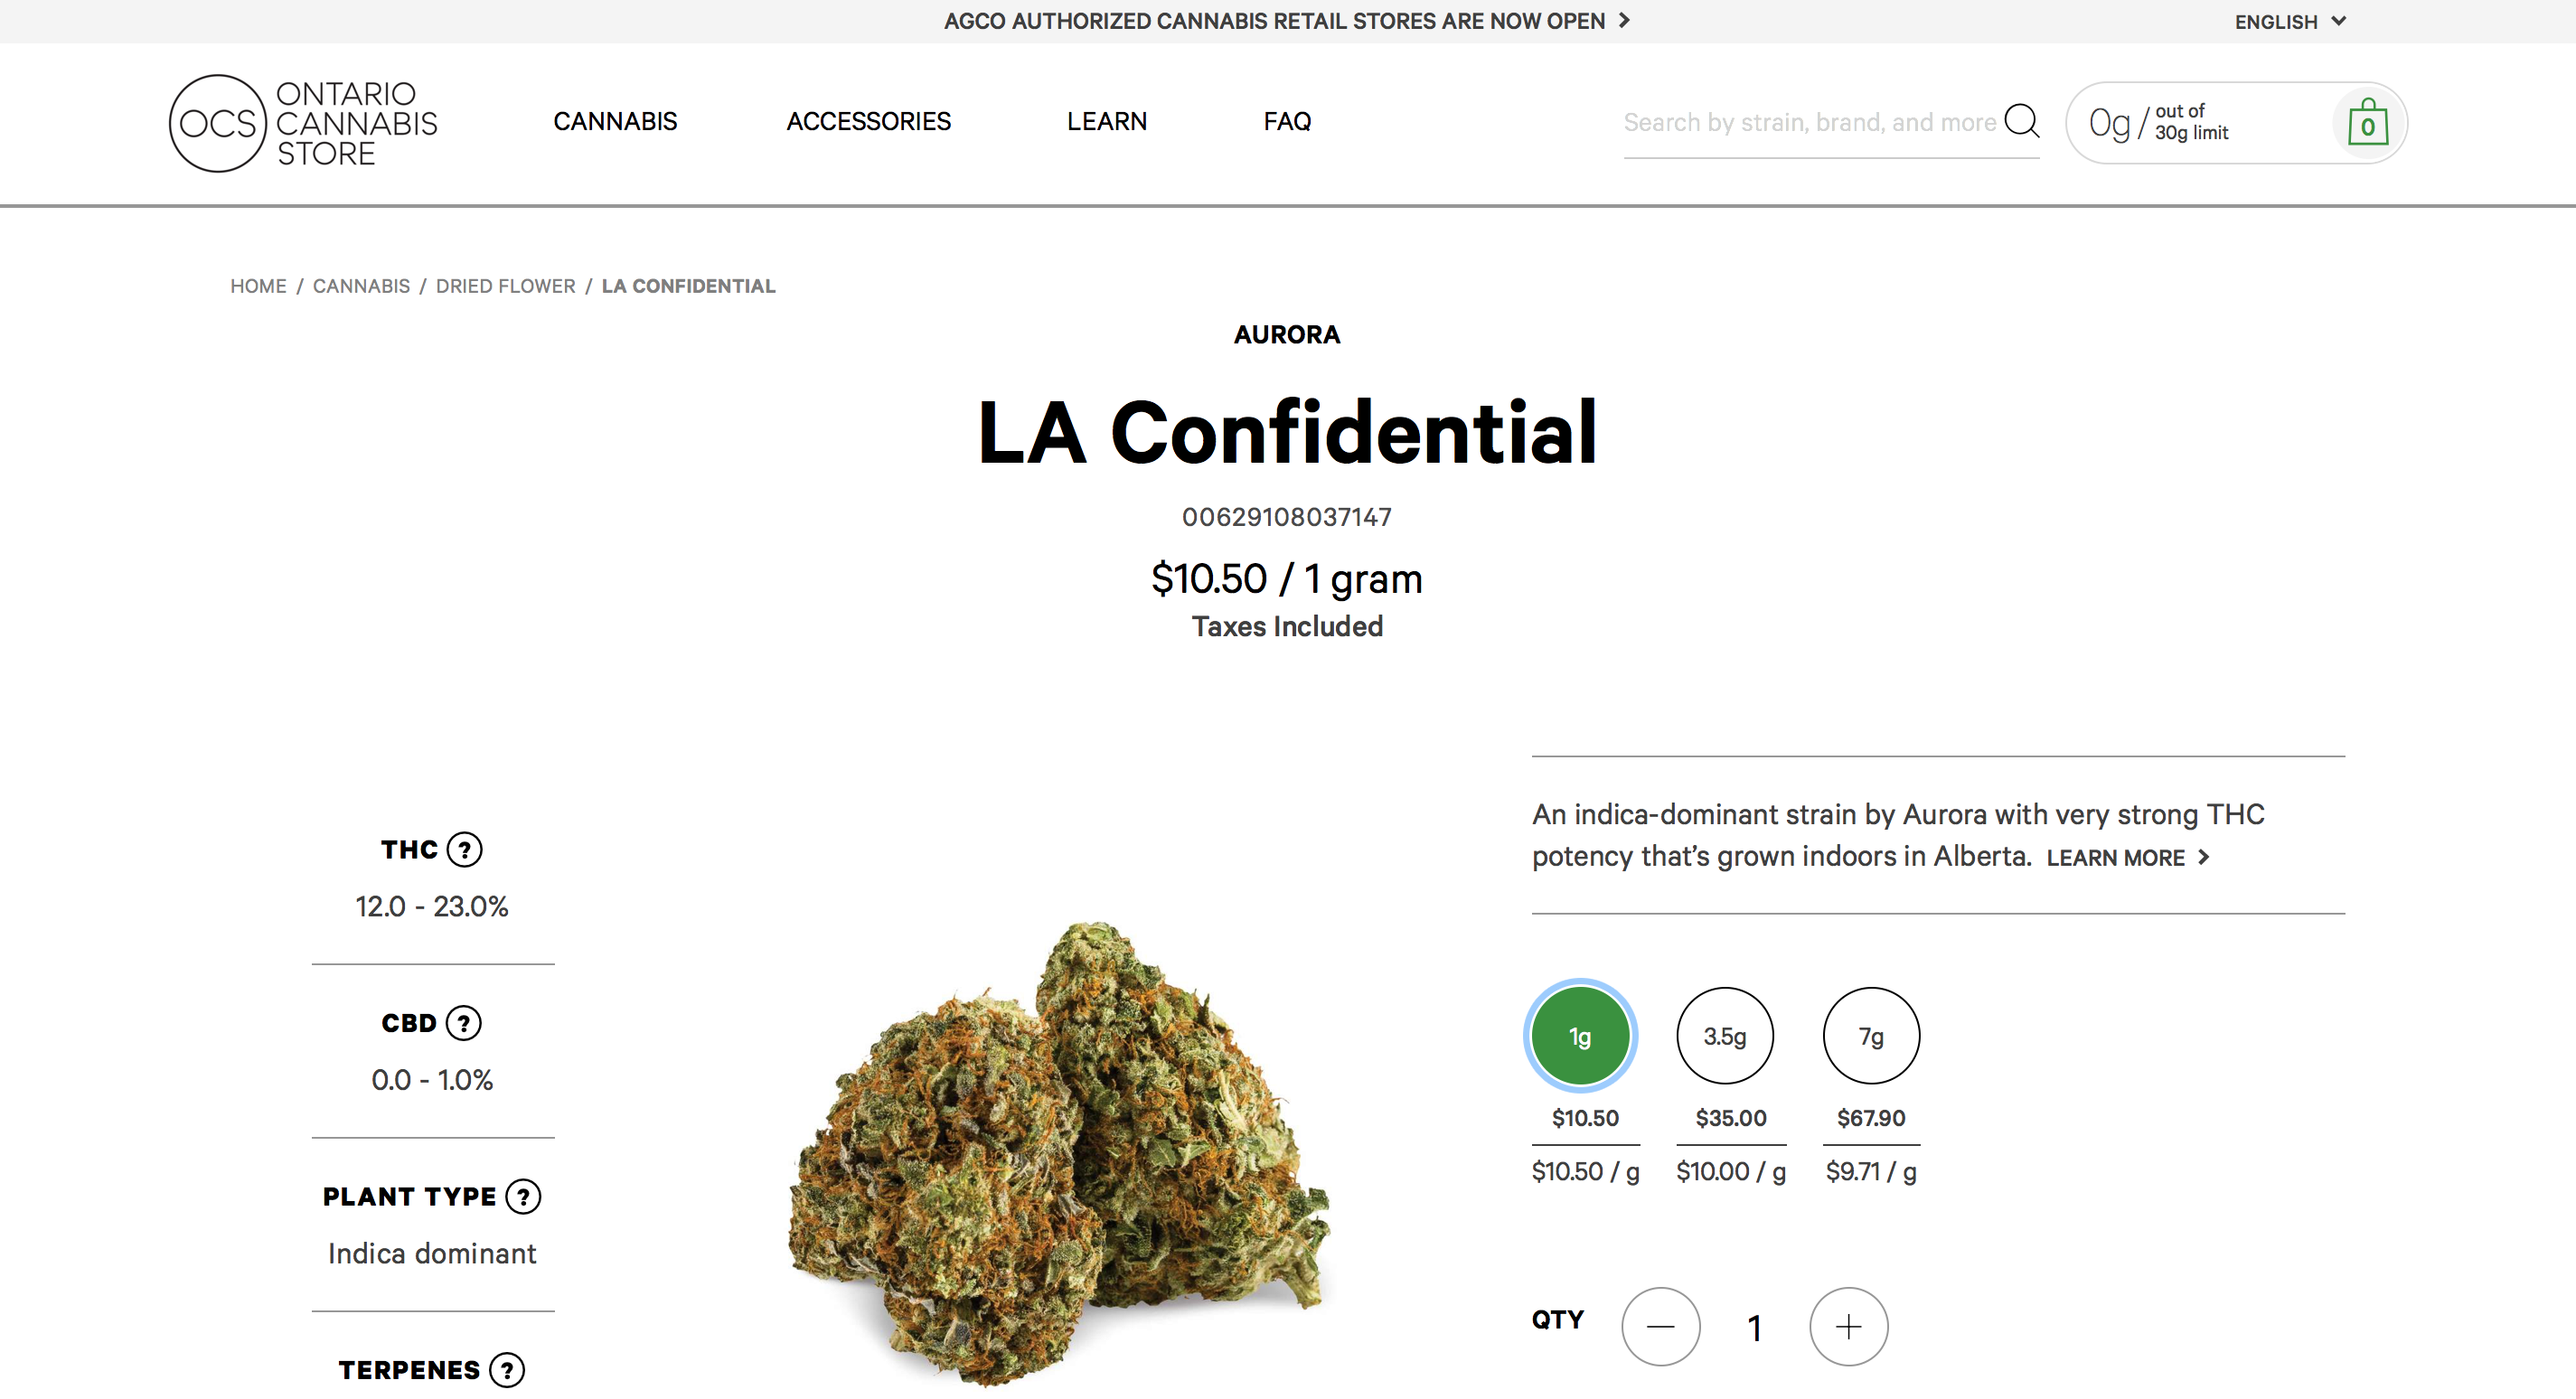 AGCO AUTHORIZED CANNABIS RETAIL STORES ARE NOW OPEN
ENGLISH
OCS
ONTARIO
CANNABIS
STORE
CANNABIS
ACCESSORIES
LEARN
FAQ
Search by strain, brand, and more
0g / out of
30g limit
0
HOME / CANNABIS / DRIED FLOWER / LA CONFIDENTIAL
AURORA
LA Confidential
00629108037147
$10.50 / 1 gram
Taxes Included
THC ?
12.0 - 23.0%
CBD ?
0.0 - 1.0%
PLANT TYPE ?
Indica dominant
TERPENES ?
An indica-dominant strain by Aurora with very strong THC
potency that’s grown indoors in Alberta. LEARN MORE
1g 3.5g 7g
$10.50 $35.00 $67.90
$10.50 / g $10.00 / g $9.71 / g
QTY 1